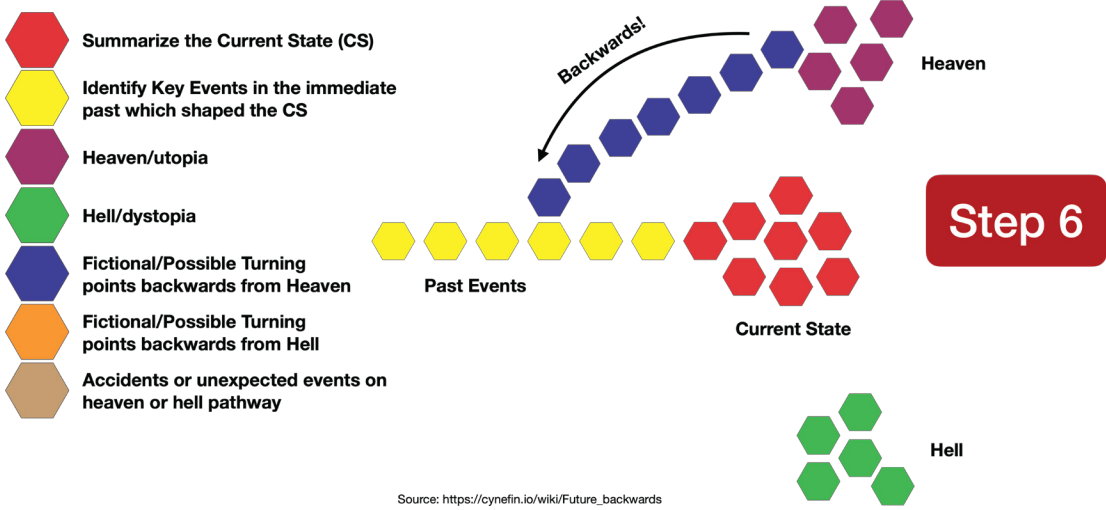 Summarize the Current State (CS)
Identify Key Events in the immediate
past which shaped the CS
Heaven/utopia
Hell/dystopia
Fictional/Possible Turning
points backwards from Heaven
Fictional/Possible Turning
points backwards from Hell
Accidents or unexpected events on
heaven or hell pathway
Backwards!
Heaven
Step 6
Past Events
Current State
Hell
Source: https://cynefin.io/wiki/Future_backwards